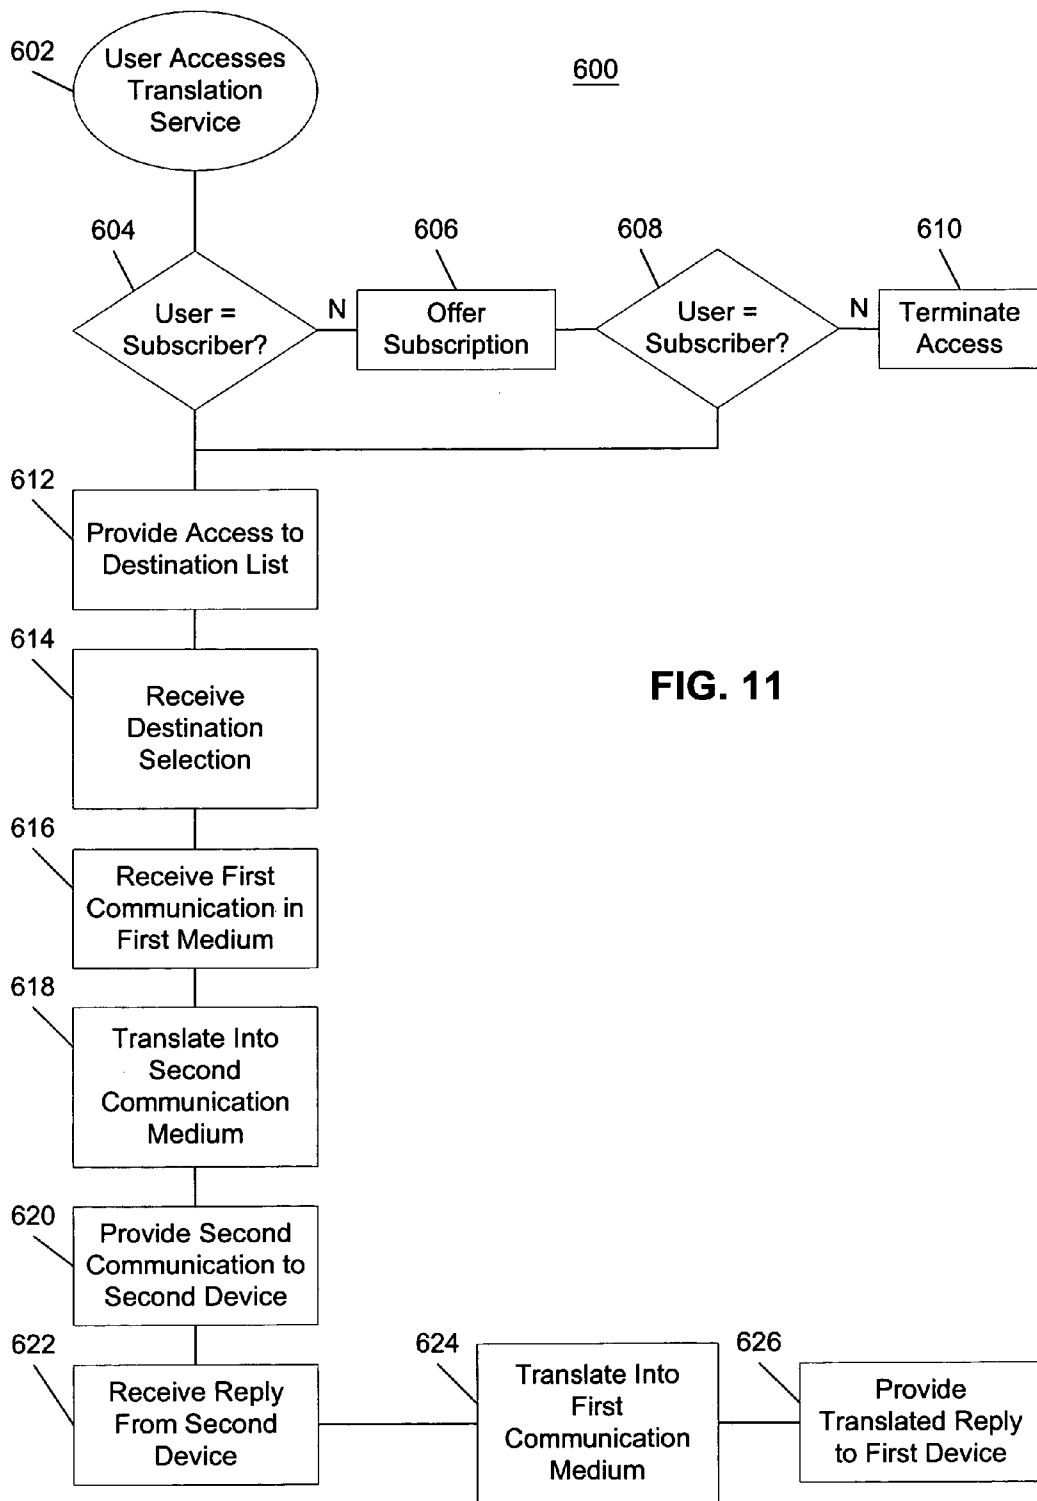 602
User Accesses
Translation
Service
600
604
606
608
610
User =
Subscriber?
N
Offer
Subscription
User =
Subscriber?
N
Terminate
Access
612
Provide Access to
Destination List
614
Receive
Destination
Selection
FIG. 11
616
Receive First
Communication in
First Medium
618
Translate Into
Second
Communication
Medium
620
Provide Second
Communication to
Second Device
622
Receive Reply
From Second
Device
624
Translate Into
First
Communication
Medium
626
Provide
Translated Reply
to First Device